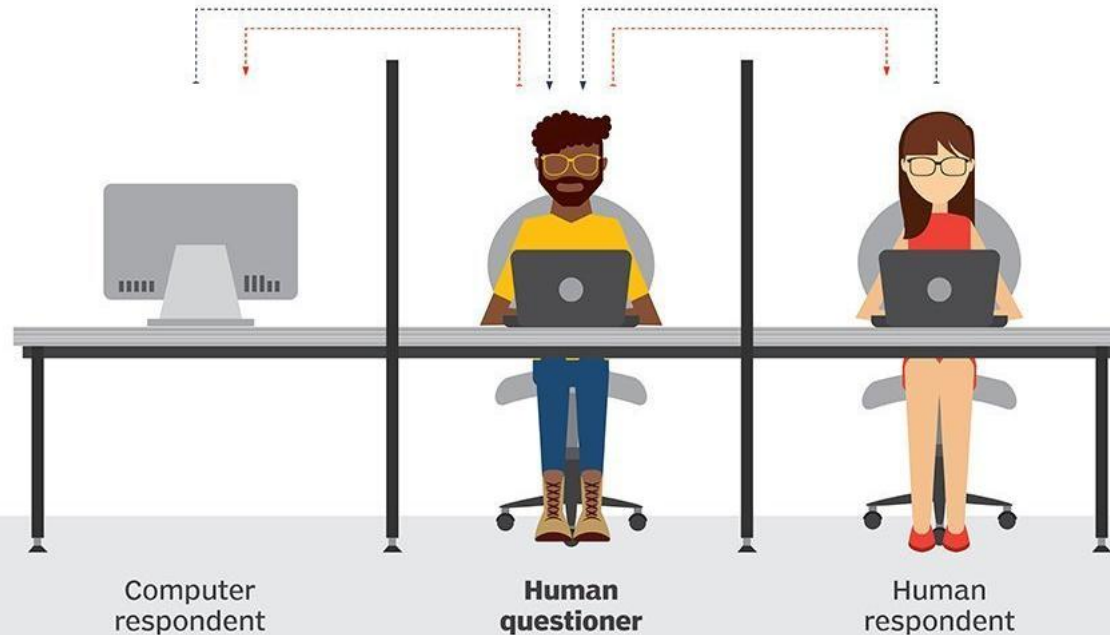 Computer
respondent
Human
questioner
Human
respondent